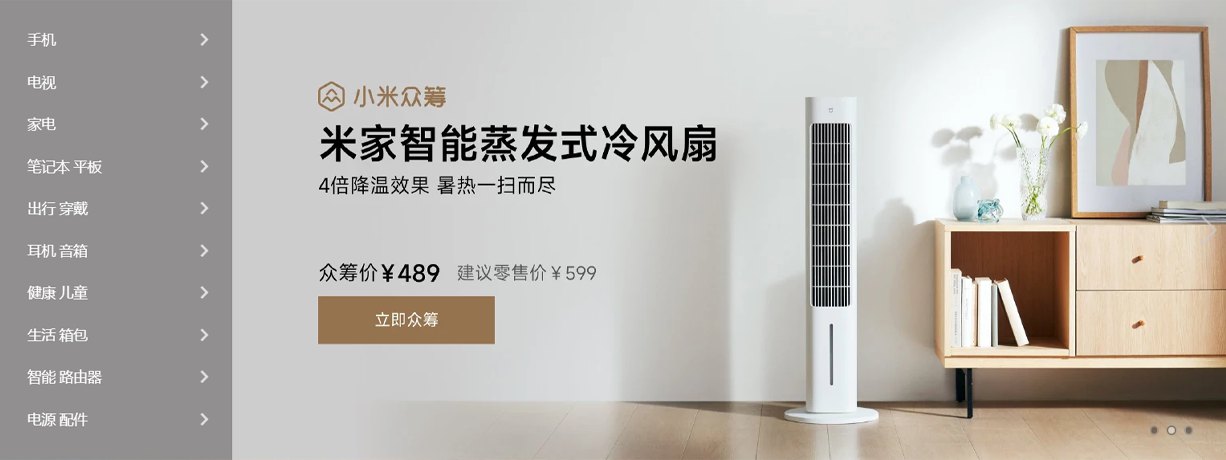 手机
电视
家电
笔记本 平板
出行 穿戴
耳机 音箱
健康 儿童
生活 箱包
智能 路由器
电源 配件
小米众筹
米家智能蒸发式冷风扇
4倍降温效果 暑热一扫而尽
众筹价¥489 建议零售价¥599
立即众筹